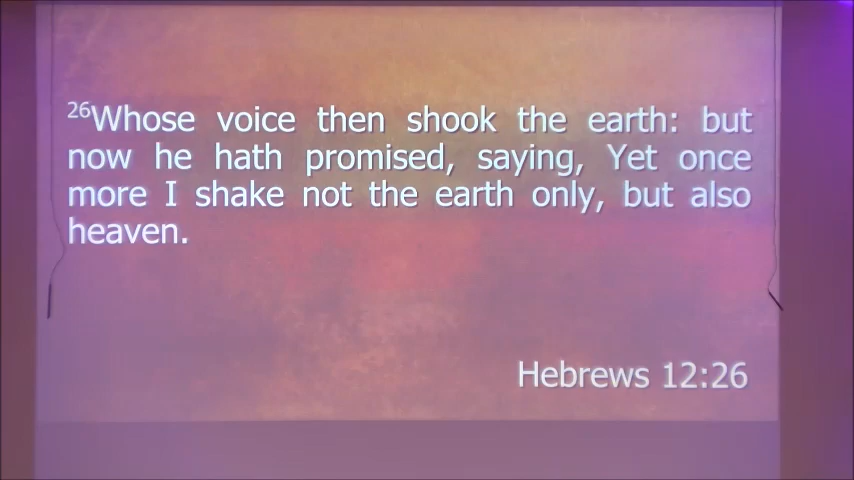 26Whose voice then shook the earth: but
now he hath promised, saying, Yet once
more I shake not the earth only, but also
heaven.
Hebrews 12:26